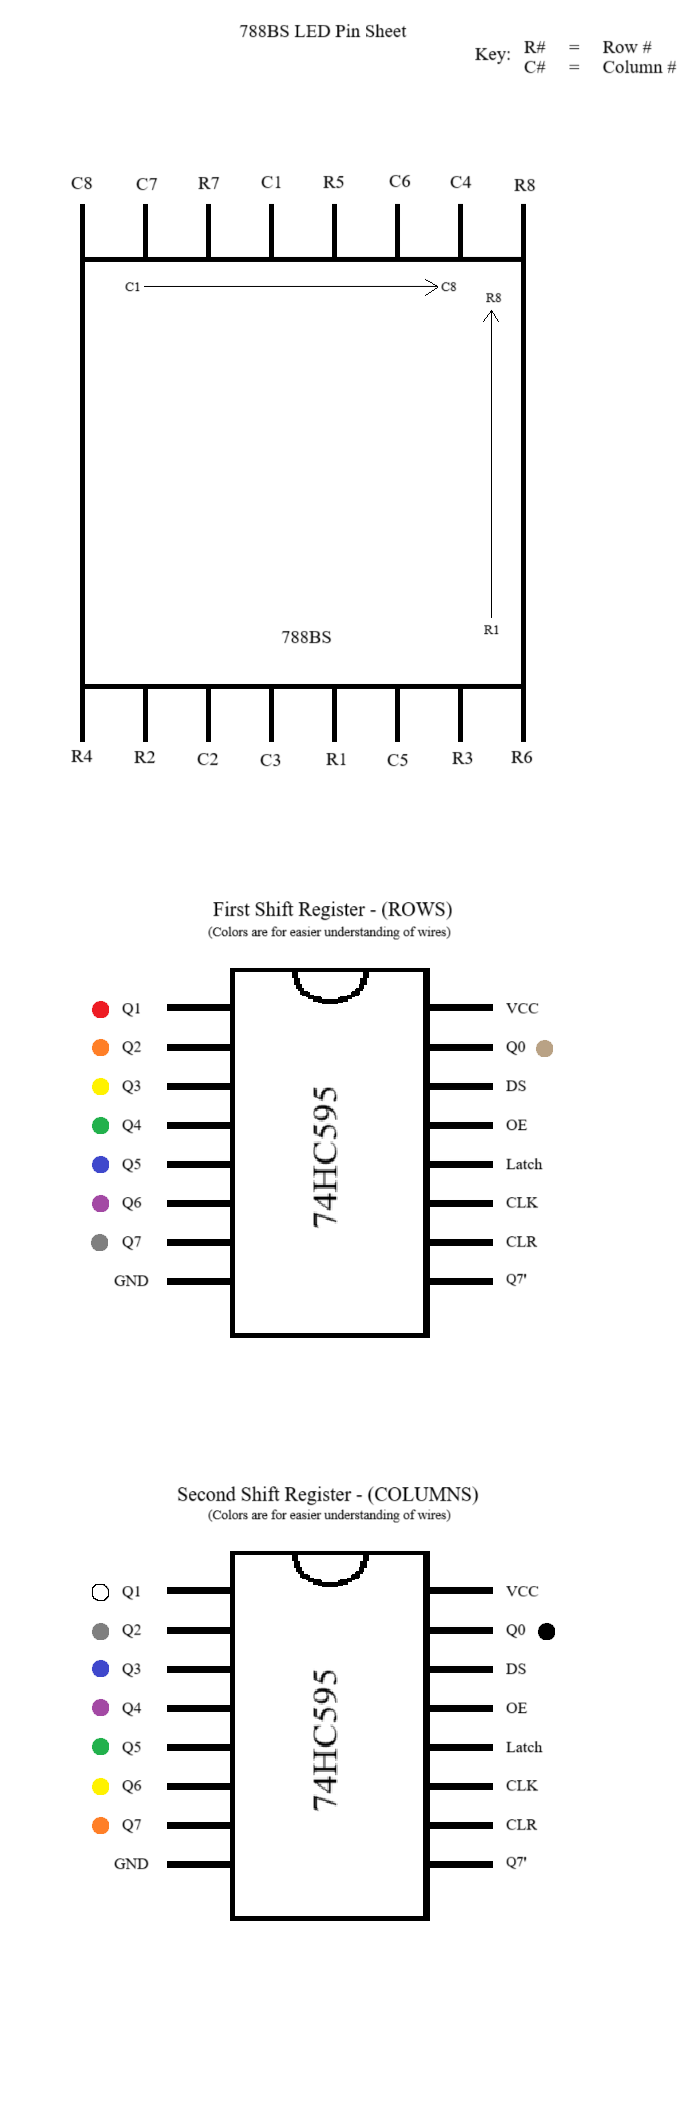 788BS LED Pin Sheet
Key: R# = Row #
C# = Column #
C8 C7 R7 C1 R5 C6 C4 R8
C1 C8
R8
R1
788BS
R4 R2 C2 C3 R1 C5 R3 R6
First Shift Register - (ROWS)
(Colors are for easier understanding of wires)
Q1 VCC
Q2 Q0
Q3 DS
Q4 OE
Q5 Latch
Q6 CLK
Q7 CLR
GND Q7'
74HC595
Second Shift Register - (COLUMNS)
(Colors are for easier understanding of wires)
Q1 VCC
Q2 Q0
Q3 DS
Q4 OE
Q5 Latch
Q6 CLK
Q7 CLR
GND Q7'
74HC595